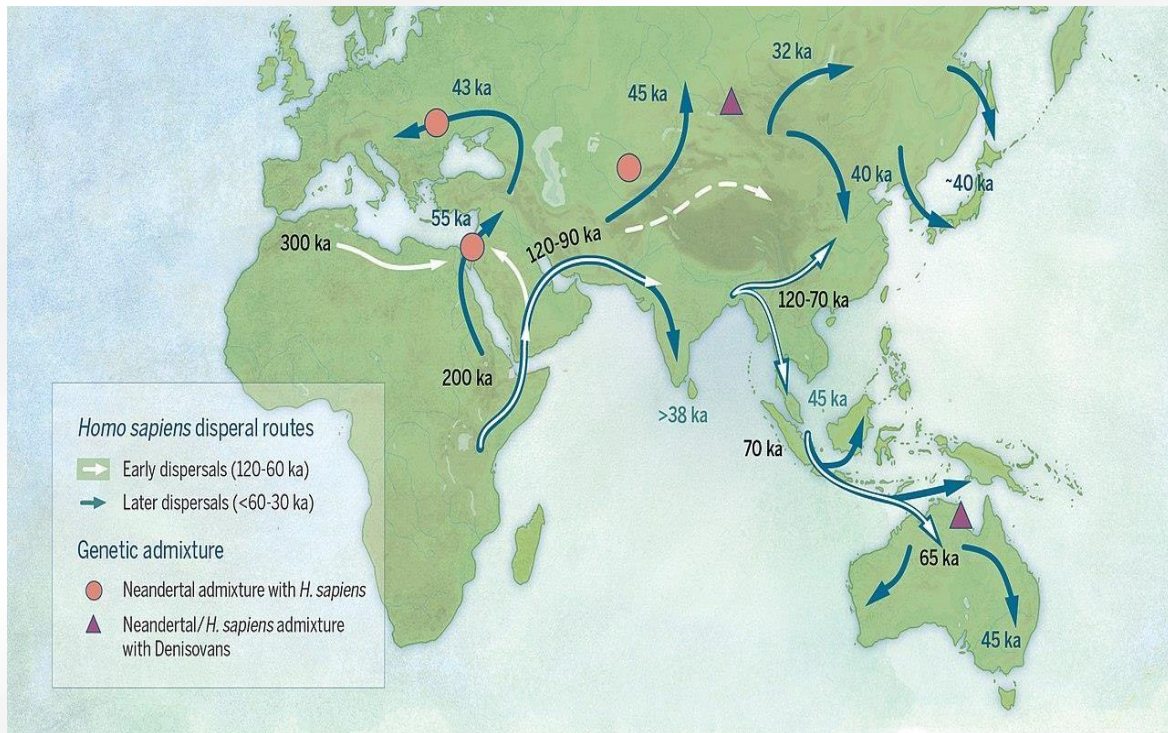 32 ka
43 ka
45 ka
40 ka
~40 ka
55 ka
300 ka
120-90 ka
120-70 ka
200 ka
>38 ka
45 ka
70 ka
65 ka
45 ka
Homo sapiens disperal routes
Early dispersals (120-60 ka)
Later dispersals (<60-30 ka)
Genetic admixture
Neandertal admixture with H. sapiens
Neandertal/H. sapiens admixture
with Denisovans